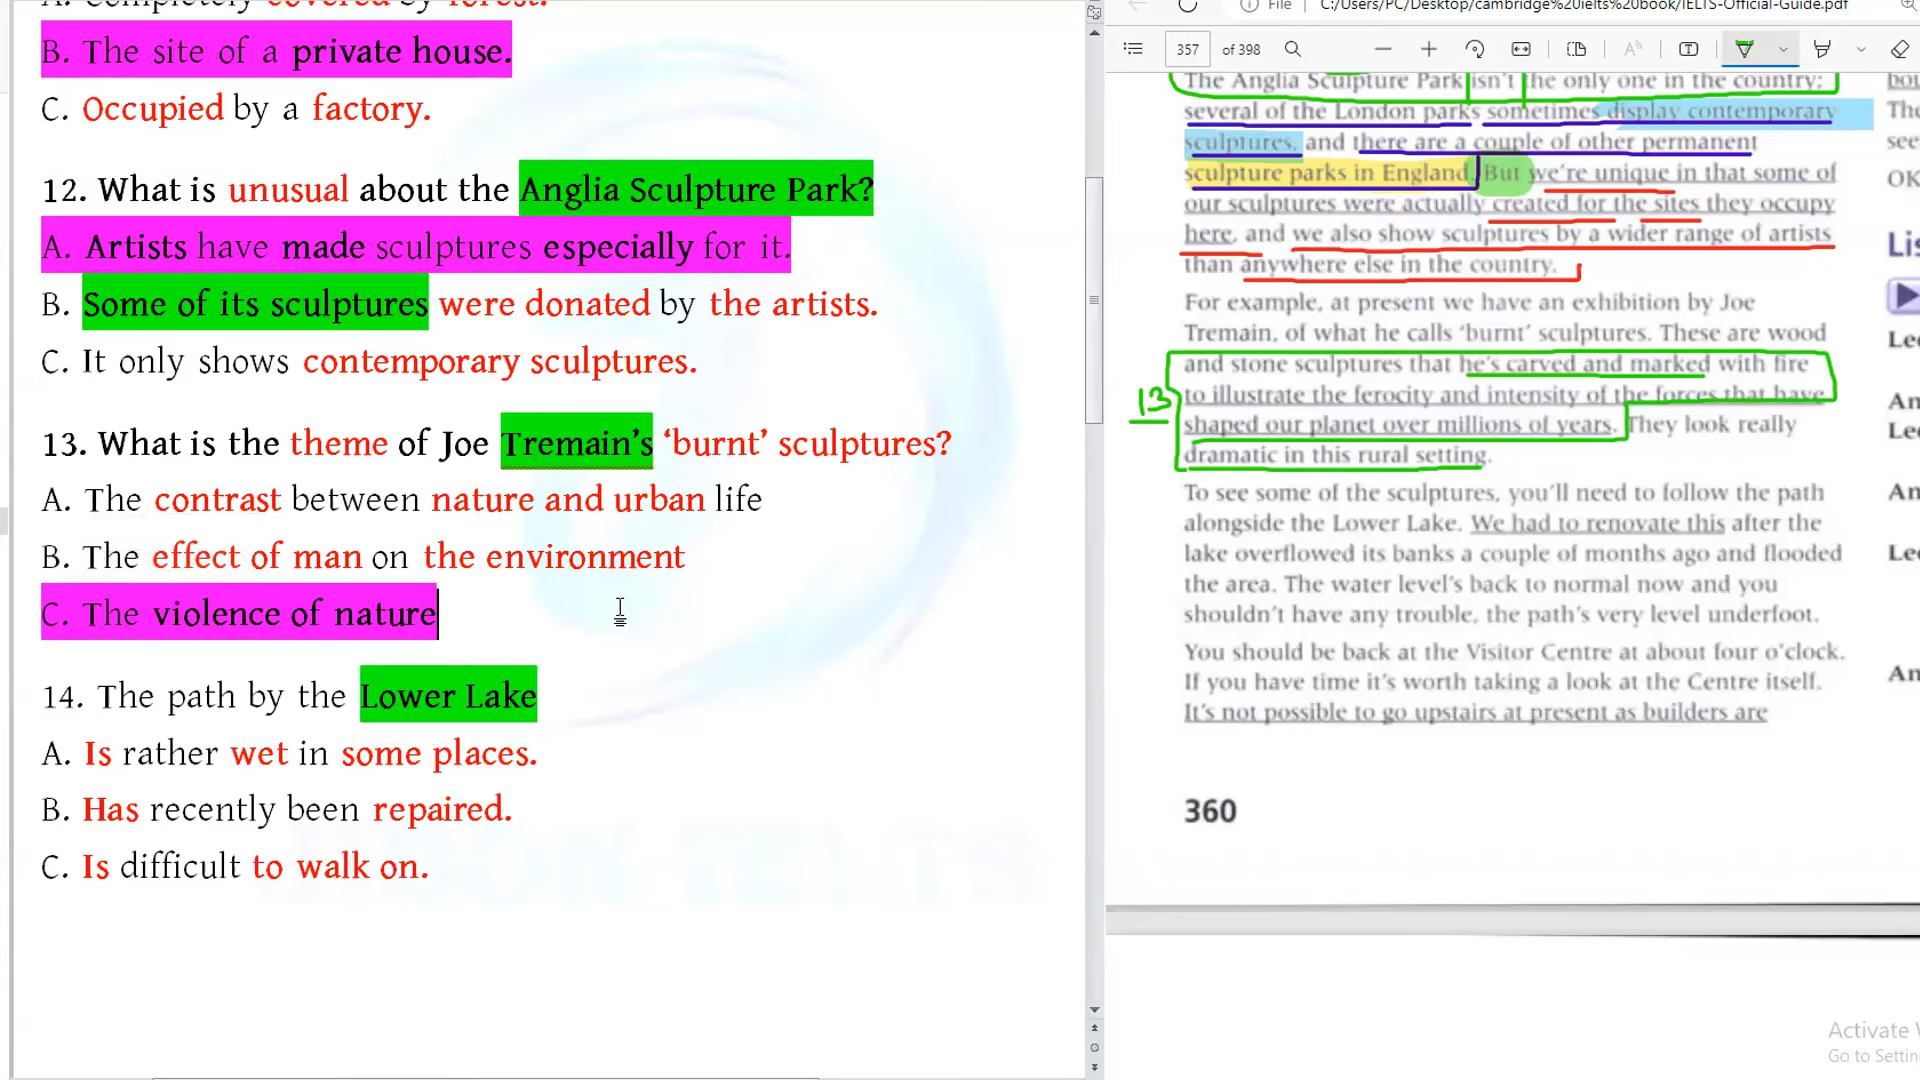 A. Completely covered by forest.
B. The site of a private house.
C. Occupied by a factory.
12. What is unusual about the Anglia Sculpture Park?
A. Artists have made sculptures especially for it.
B. Some of its sculptures were donated by the artists.
C. It only shows contemporary sculptures.
13. What is the theme of Joe Tremain's 'burnt' sculptures?
A. The contrast between nature and urban life
B. The effect of man on the environment
C. The violence of nature
14. The path by the Lower Lake
A. Is rather wet in some places.
B. Has recently been repaired.
C. Is difficult to walk on.
File C:/Users/PC/Desktop/cambridge%20ielts%20book/IELTS-Official-Guide.pdf
357 of 398
The Anglia Sculpture Park isn't the only one in the country;
several of the London parks sometimes display contemporary
sculptures, and there are a couple of other permanent
sculpture parks in England. But we're unique in that some of
our sculptures were actually created for the sites they occupy
here, and we also show sculptures by a wider range of artists
than anywhere else in the country.
For example, at present we have an exhibition by Joe
Tremain, of what he calls 'burnt' sculptures. These are wood
and stone sculptures that he's carved and marked with fire
13 to illustrate the ferocity and intensity of the forces that have
shaped our planet over millions of years. They look really
dramatic in this rural setting.
To see some of the sculptures, you'll need to follow the path
alongside the Lower Lake. We had to renovate this after the
lake overflowed its banks a couple of months ago and flooded
the area. The water level's back to normal now and you
shouldn't have any trouble, the path's very level underfoot.
You should be back at the Visitor Centre at about four o'clock.
If you have time it's worth taking a look at the Centre itself.
It's not possible to go upstairs at present as builders are
360
see
OK
Lis
Lec
An
Lec
An
Lec
An
Activate
Go to Settin